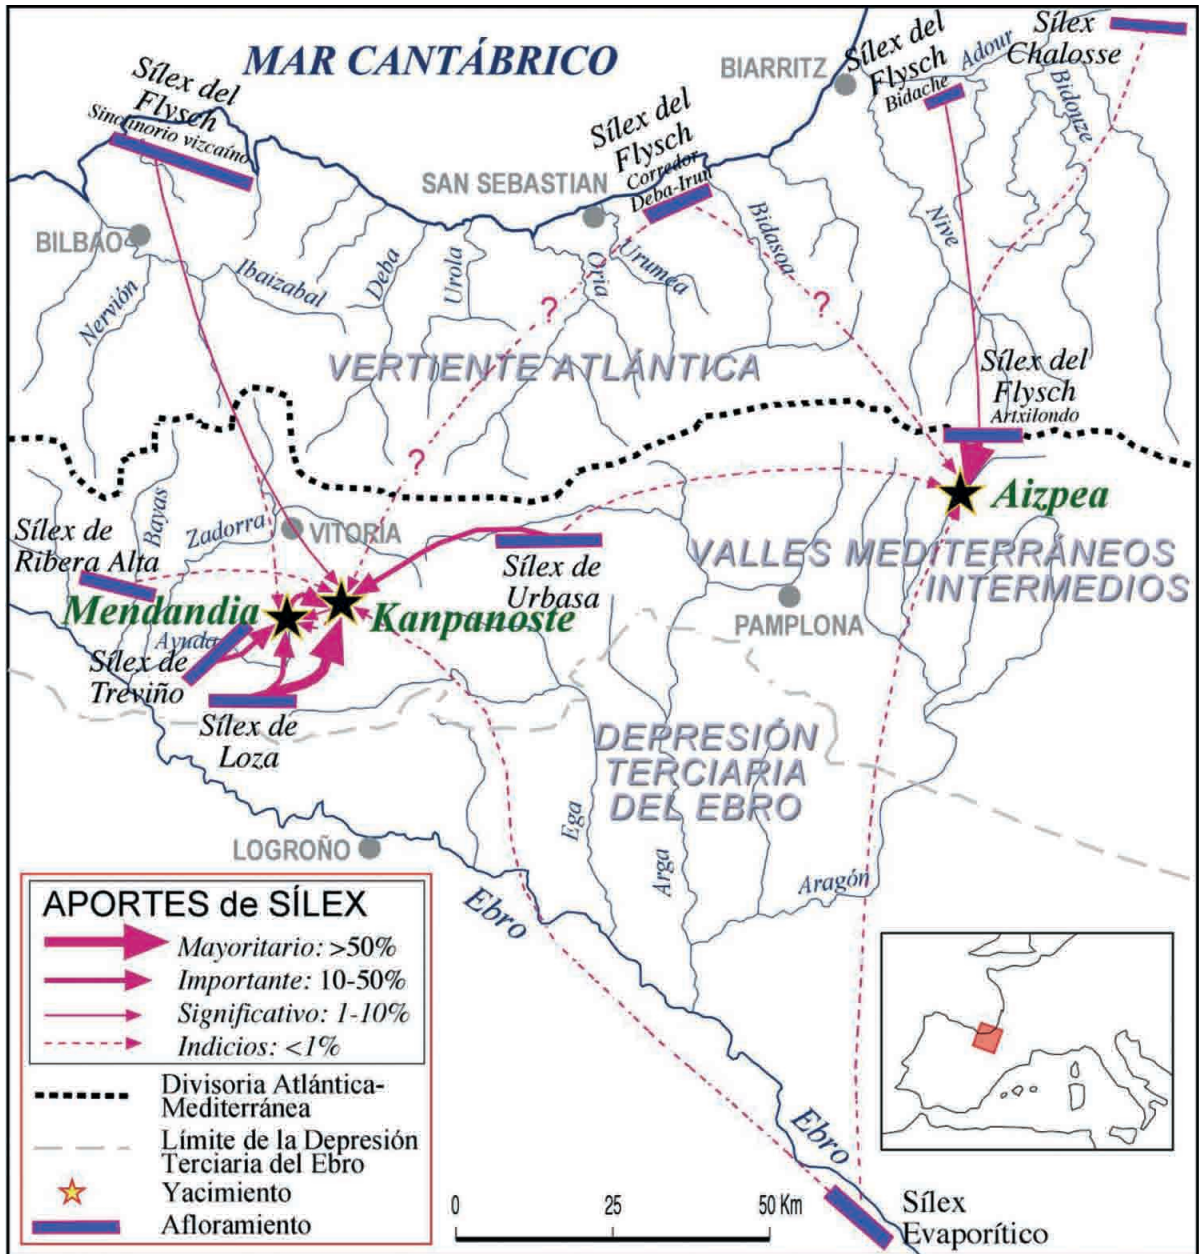 MAR CANTÁBRICO
Sílex del
Flysch
Sinclinorio vizcaíno
BIARRITZ
Sílex del
Flysch
Bidache
Adour
Sílex
Chalosse
Bidouze
Sílex del
Flysch
Corredor
Deba-Irun
SAN SEBASTIAN
BILBAO
Nervión
Ibaizabal
Deba
Urola
Oria
Urumea
Bidasoa
Nive
?
?
?
VERTIENTE ATLÁNTICA
Sílex del
Flysch
Artxilondo
Aizpea
Sílex de
Ribera Alta
Bayas
Zadorra
VITORIA
Sílex de
Urbasa
VALLES MEDITERRÁNEOS
INTERMEDIOS
PAMPLONA
Mendandia
Kanpanoste
Ayuda
Sílex de
Treviño
Sílex de
Loza
DEPRESIÓN
TERCIARIA
DEL EBRO
Ega
Arga
Aragón
LOGROÑO
Ebro
Ebro
Sílex
Evaporítico
APORTES de SÍLEX
Mayoritario: >50%
Importante: 10-50%
Significativo: 1-10%
Indicios: <1%
Divisoria Atlántica-
Mediterránea
Límite de la Depresión
Terciaria del Ebro
Yacimiento
Afloramiento
0 25 50 Km